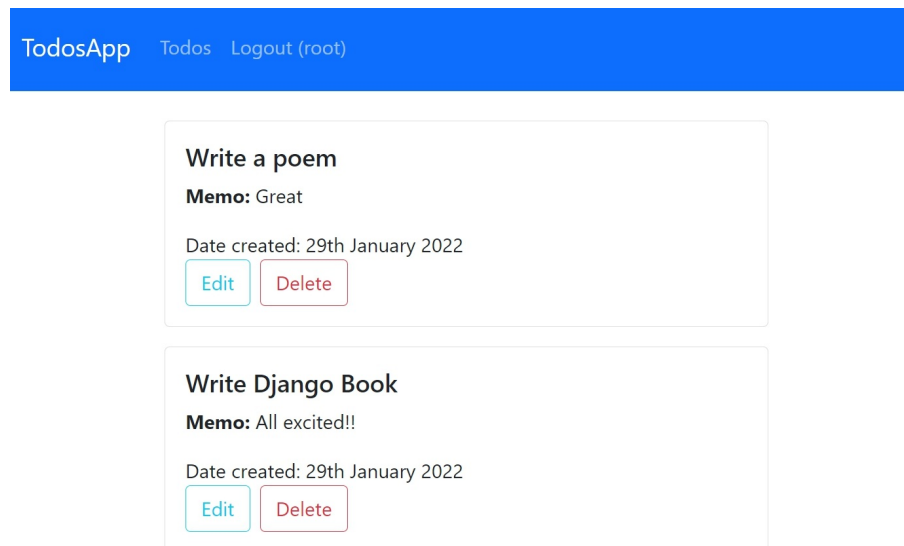 TodosApp Todos Logout (root)
Write a poem
Memo: Great
Date created: 29th January 2022
Edit Delete
Write Django Book
Memo: All excited!!
Date created: 29th January 2022
Edit Delete